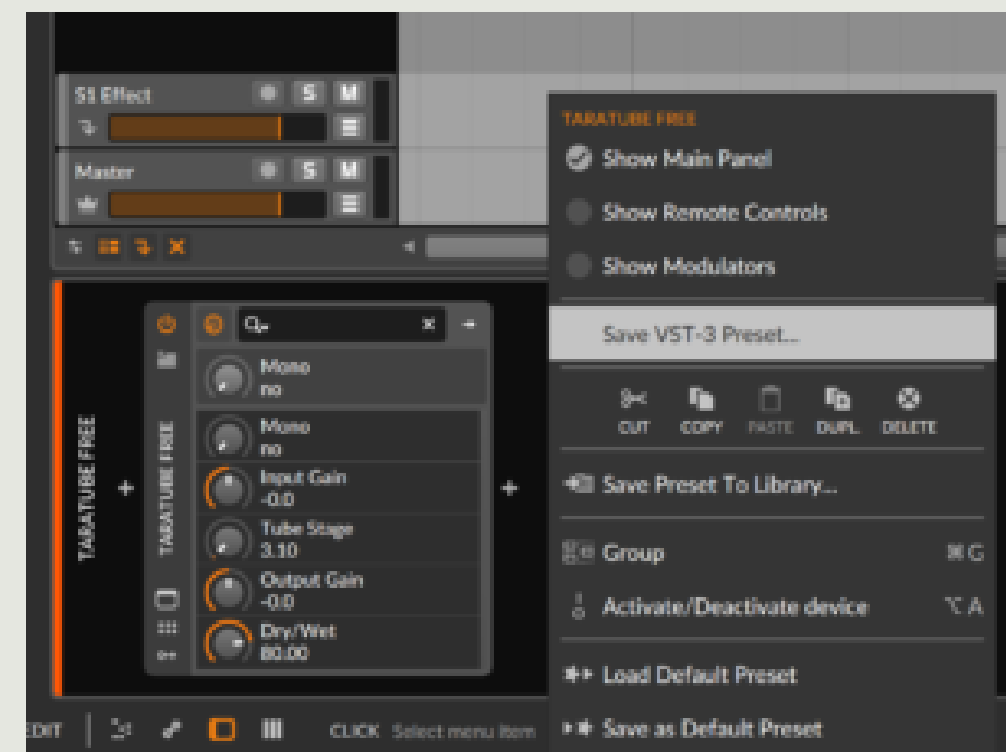 S1 Effect
S M
Master
S M
TARATUBE FREE
TARATUBE FREE
Mono
no
Mono
no
Input Gain
-0.0
Tube Stage
3.10
Output Gain
-0.0
Dry/Wet
80.00
TARATUBE FREE
Show Main Panel
Show Remote Controls
Show Modulators
Save VST-3 Preset...
CUT COPY PASTE DUPL. DELETE
Save Preset To Library...
Group ⌘G
Activate/Deactivate device ⌥A
Load Default Preset
Save as Default Preset
EDIT CLICK Select menu item